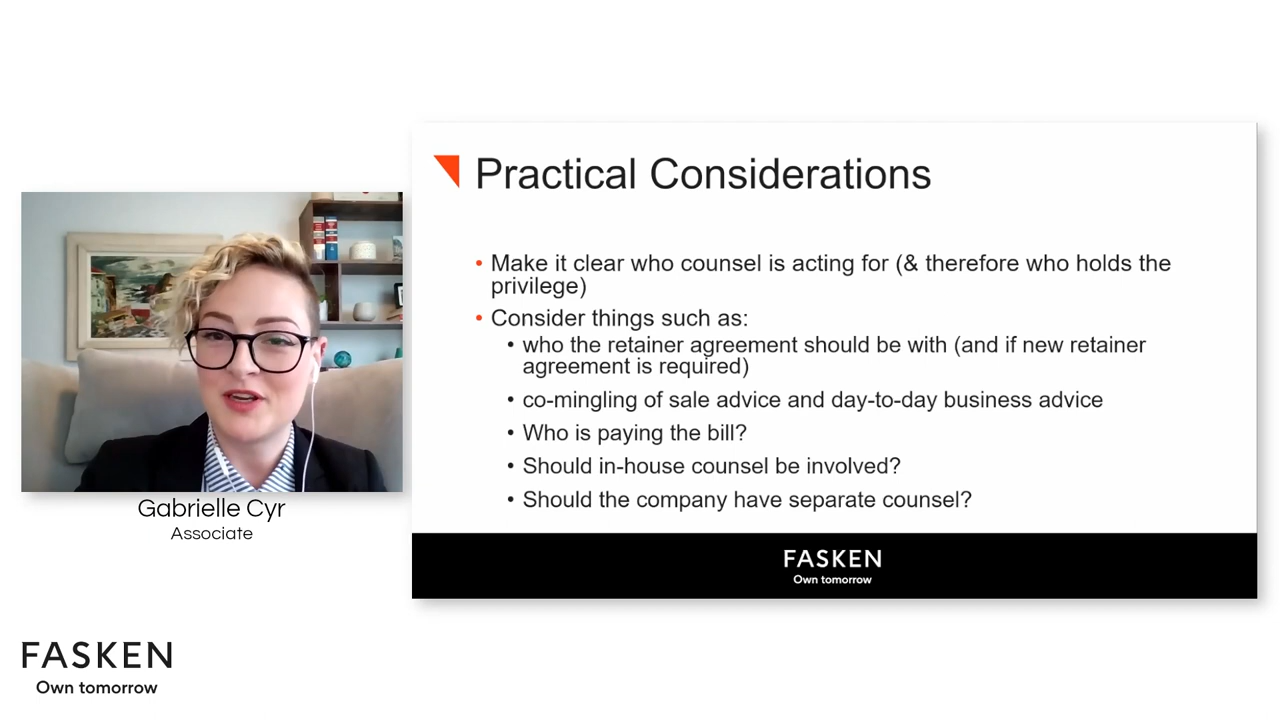 Practical Considerations
• Make it clear who counsel is acting for (& therefore who holds the
privilege)
• Consider things such as:
• who the retainer agreement should be with (and if new retainer
agreement is required)
• co-mingling of sale advice and day-to-day business advice
• Who is paying the bill?
• Should in-house counsel be involved?
• Should the company have separate counsel?
FASKEN
Own tomorrow
Gabrielle Cyr
Associate
FASKEN
Own tomorrow